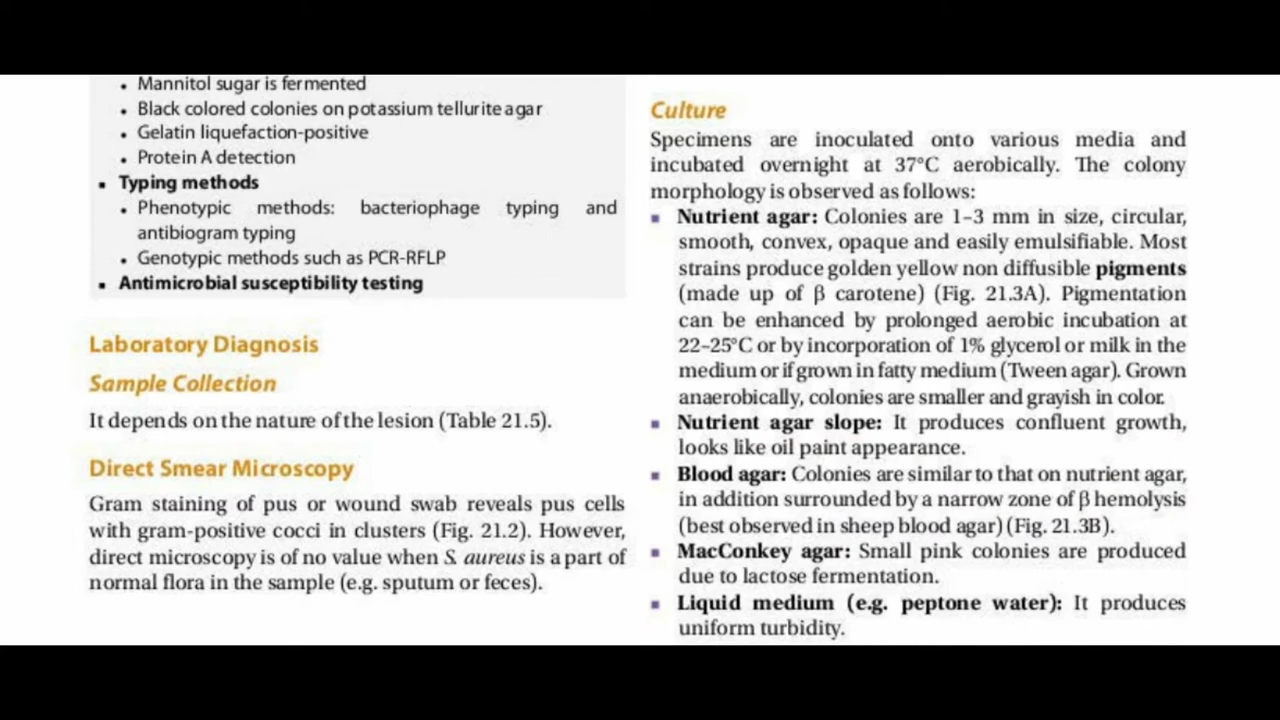 • Mannitol sugar is fermented
• Black colored colonies on potassium tellurite agar
• Gelatin liquefaction-positive
• Protein A detection
▪ Typing methods
• Phenotypic methods: bacteriophage typing and
antibiogram typing
• Genotypic methods such as PCR-RFLP
▪ Antimicrobial susceptibility testing
Laboratory Diagnosis
Sample Collection
It depends on the nature of the lesion (Table 21.5).
Direct Smear Microscopy
Gram staining of pus or wound swab reveals pus cells
with gram-positive cocci in clusters (Fig. 21.2). However,
direct microscopy is of no value when S. aureus is a part of
normal flora in the sample (e.g. sputum or feces).
Culture
Specimens are inoculated onto various media and
incubated overnight at 37°C aerobically. The colony
morphology is observed as follows:
▪ Nutrient agar: Colonies are 1–3 mm in size, circular,
smooth, convex, opaque and easily emulsifiable. Most
strains produce golden yellow non diffusible pigments
(made up of β carotene) (Fig. 21.3A). Pigmentation
can be enhanced by prolonged aerobic incubation at
22–25°C or by incorporation of 1% glycerol or milk in the
medium or if grown in fatty medium (Tween agar). Grown
anaerobically, colonies are smaller and grayish in color.
▪ Nutrient agar slope: It produces confluent growth,
looks like oil paint appearance.
▪ Blood agar: Colonies are similar to that on nutrient agar,
in addition surrounded by a narrow zone of β hemolysis
(best observed in sheep blood agar) (Fig. 21.3B).
▪ MacConkey agar: Small pink colonies are produced
due to lactose fermentation.
▪ Liquid medium (e.g. peptone water): It produces
uniform turbidity.